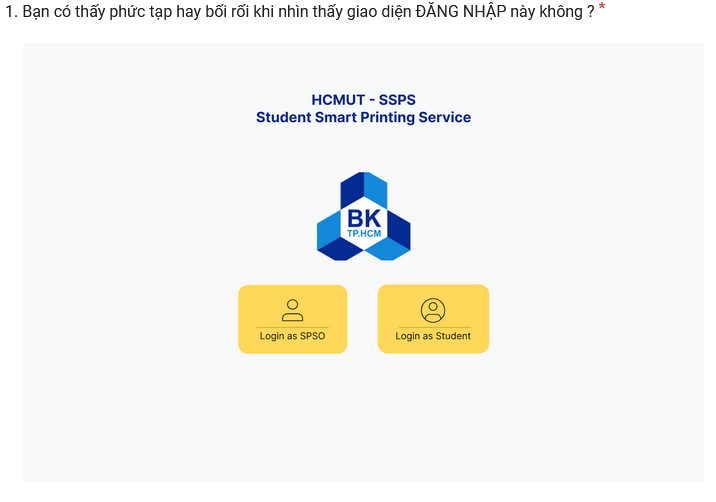 1. Bạn có thấy phức tạp hay bối rối khi nhìn thấy giao diện ĐĂNG NHẬP này không ? *
HCMUT - SSPS
Student Smart Printing Service
BK
TP.HCM
Login as SPSO
Login as Student